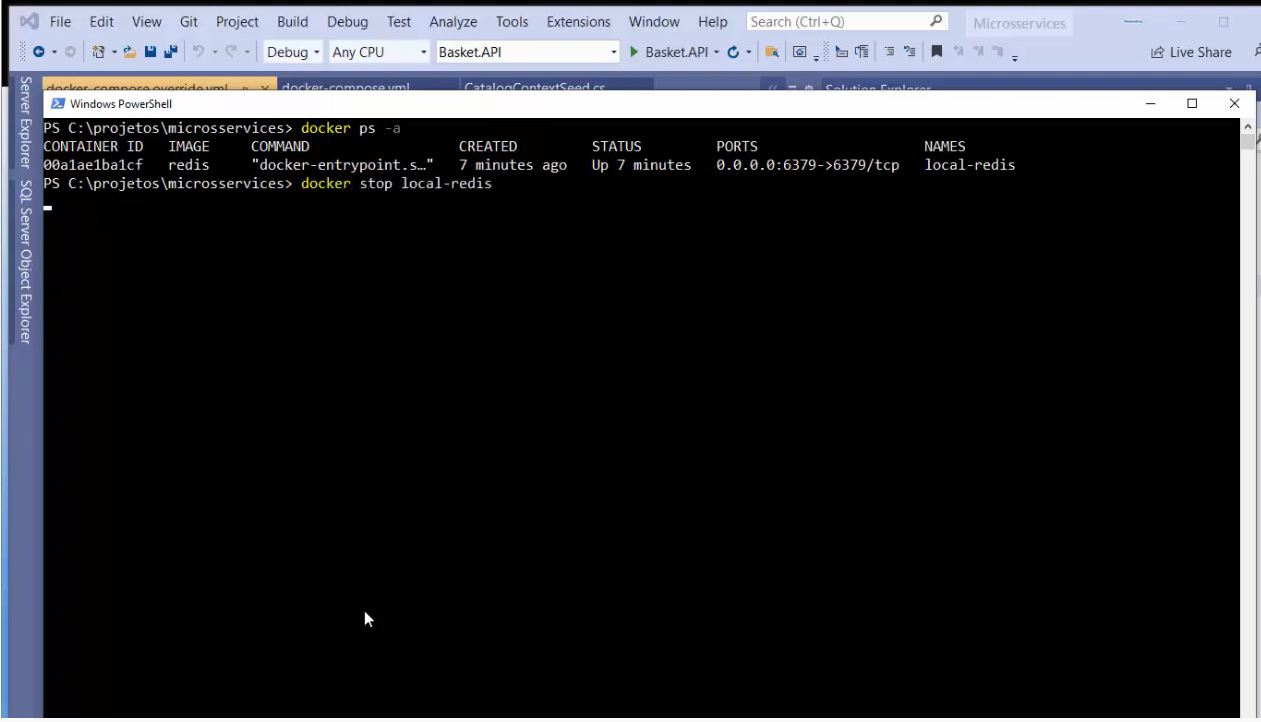 File Edit View Git Project Build Debug Test Analyze Tools Extensions Window Help Search (Ctrl+Q) Microsservices
Debug Any CPU Basket.API Basket.API Live Share
docker-compose.override.yml docker-compose.yml CatalogContextSeed.cs Solution Explorer
Server Explorer
SQL Server Object Explorer
Windows PowerShell
PS C:\projetos\microsservices> docker ps -a
CONTAINER ID IMAGE COMMAND CREATED STATUS PORTS NAMES
00a1ae1ba1cf redis "docker-entrypoint.s…" 7 minutes ago Up 7 minutes 0.0.0.0:6379->6379/tcp local-redis
PS C:\projetos\microsservices> docker stop local-redis